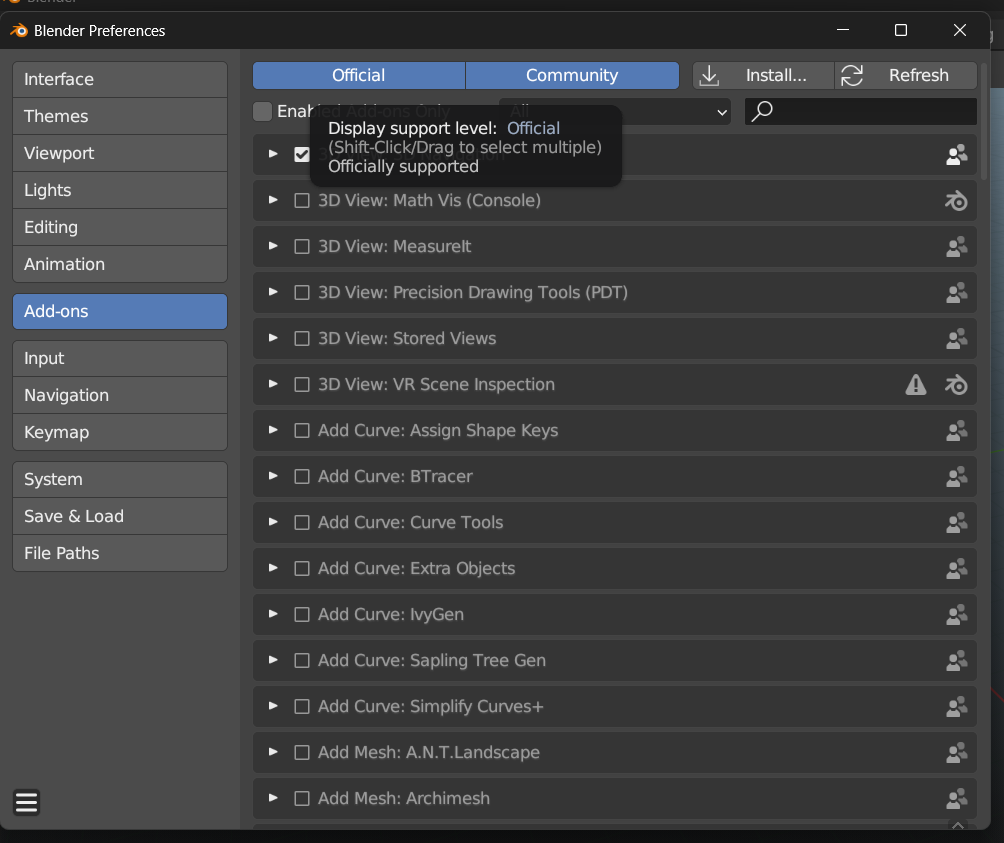 Blender Preferences
Interface
Themes
Viewport
Lights
Editing
Animation
Add-ons
Input
Navigation
Keymap
System
Save & Load
File Paths
Official Community Install... Refresh
Enabled Add-ons Only All
Display support level: Official
(Shift-Click/Drag to select multiple)
Officially supported
3D View: Math Vis (Console)
3D View: MeasureIt
3D View: Precision Drawing Tools (PDT)
3D View: Stored Views
3D View: VR Scene Inspection
Add Curve: Assign Shape Keys
Add Curve: BTracer
Add Curve: Curve Tools
Add Curve: Extra Objects
Add Curve: IvyGen
Add Curve: Sapling Tree Gen
Add Curve: Simplify Curves+
Add Mesh: A.N.T.Landscape
Add Mesh: Archimesh